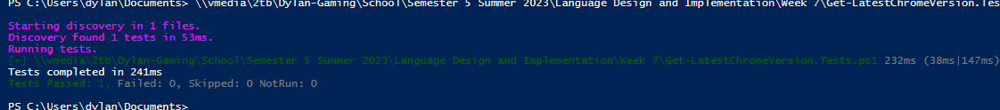 PS C:\Users\dylan\Documents> \\vmedia\2tb\Dylan-Gaming\School\Semester 5 Summer 2023\Language Design and Implementation\Week 7\Get-LatestChromeVersion.Tes
Starting discovery in 1 files.
Discovery found 1 tests in 53ms.
Running tests.
[+] \\vmedia\2tb\Dylan-Gaming\School\Semester 5 Summer 2023\Language Design and Implementation\Week 7\Get-LatestChromeVersion.Tests.ps1 232ms (38ms|147ms)
Tests completed in 241ms
Tests Passed: 1, Failed: 0, Skipped: 0 NotRun: 0
PS C:\Users\dylan\Documents>